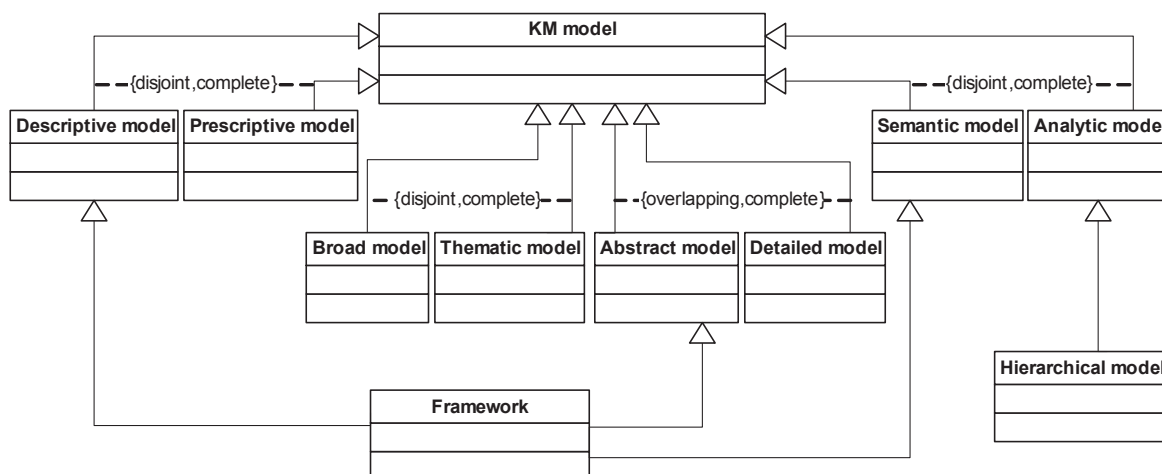 KM model
{disjoint,complete}
{disjoint,complete}
Descriptive model
Prescriptive model
Semantic model
Analytic model
{disjoint,complete}
{overlapping,complete}
Broad model
Thematic model
Abstract model
Detailed model
Hierarchical model
Framework